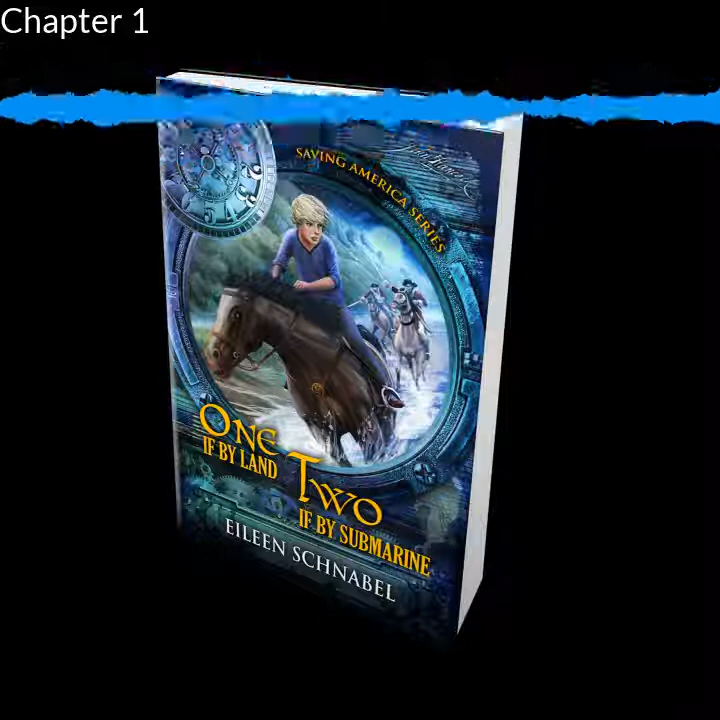 Chapter 1
SAVING AMERICA SERIES
ONE
IF BY LAND
TWO
IF BY SUBMARINE
EILEEN SCHNABEL